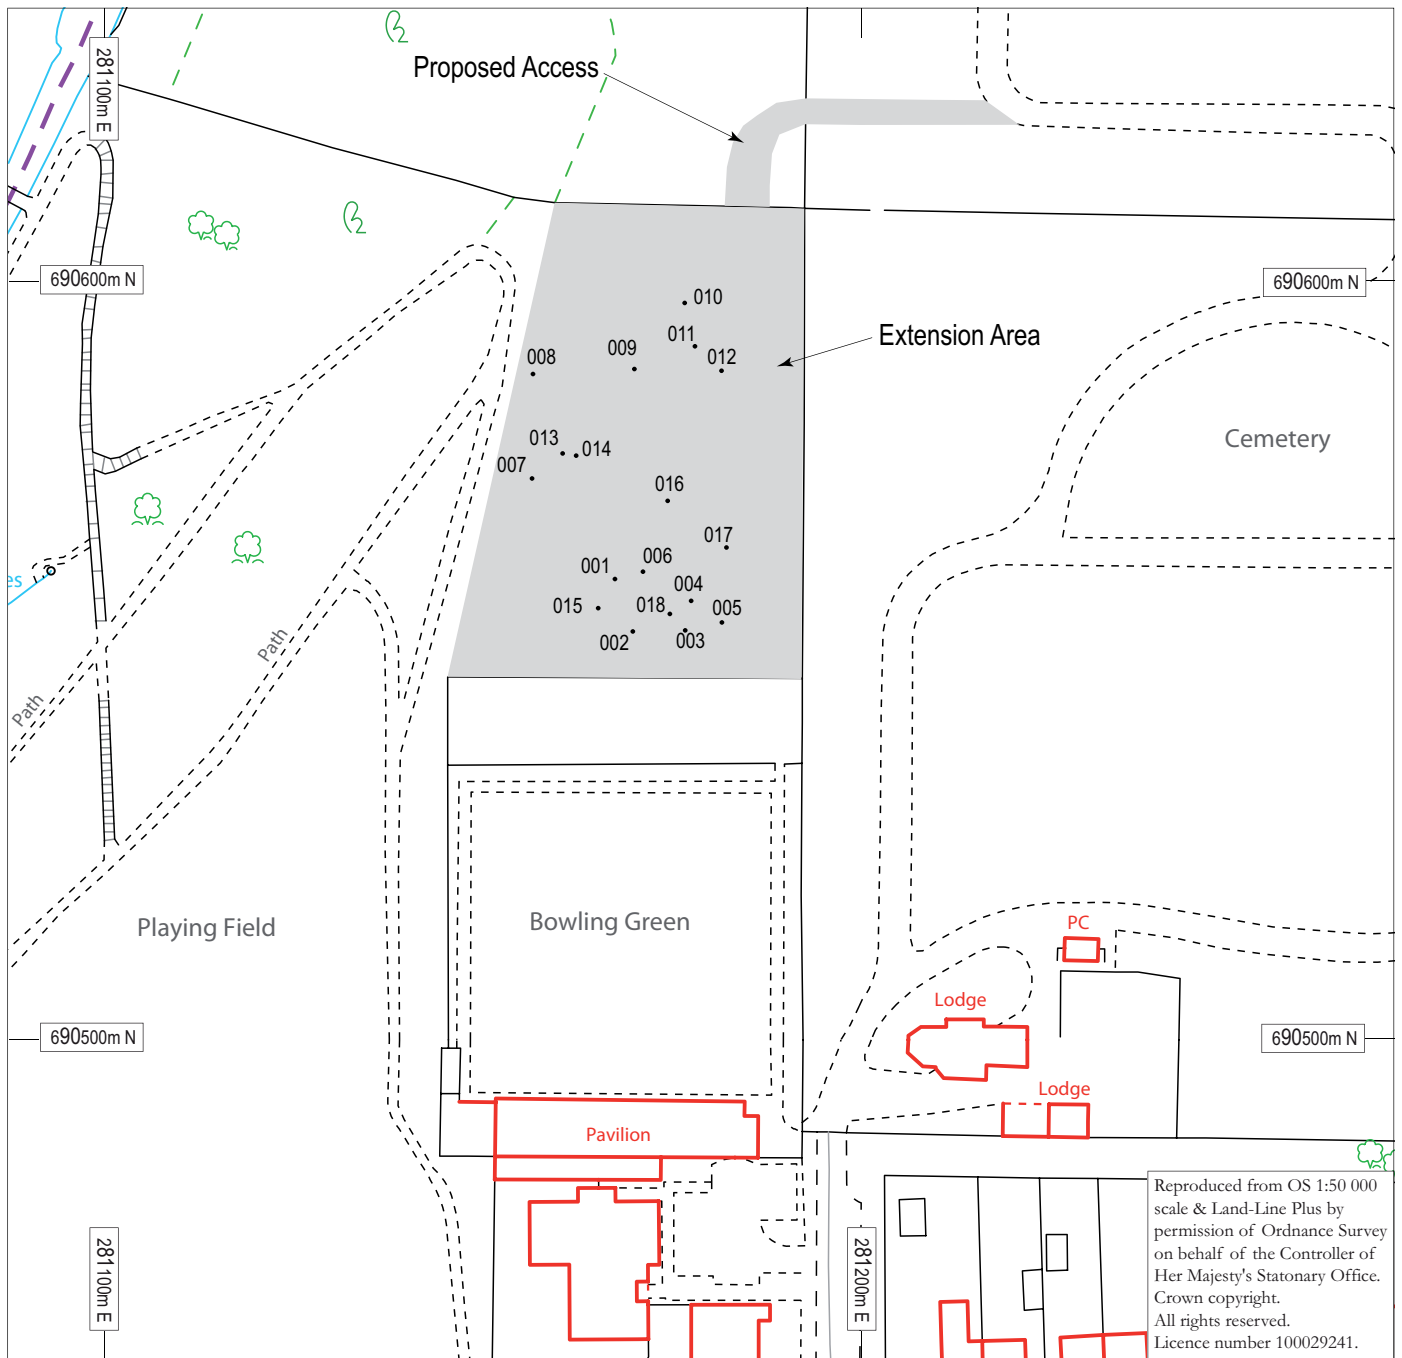 Proposed Access
281100m E
690600m N
690600m N
010
011
Extension Area
008
009
012
Cemetery
013
014
007
016
017
006
001
es
004
015
018
005
002
003
Path
Path
Playing Field
Bowling Green
PC
Lodge
690500m N
690500m N
Lodge
Pavilion
281100m E
281200m E
Reproduced from OS 1:50 000
scale & Land-Line Plus by
permission of Ordnance Survey
on behalf of the Controller of
Her Majesty's Statonary Office.
Crown copyright.
All rights reserved.
Licence number 100029241.